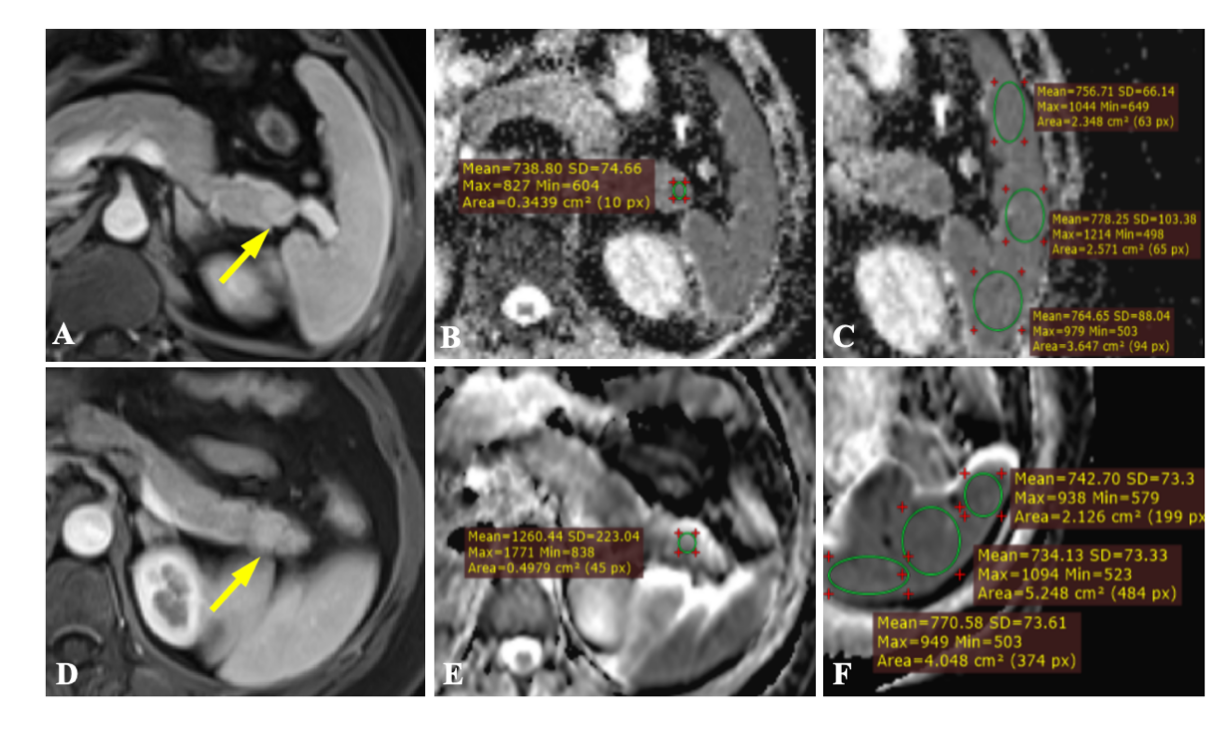 Mean=756.71 SD=66.14
Max=1044 Min=649
Area=2.348 cm² (63 px)
Mean=738.80 SD=74.66
Max=827 Min=604
Area=0.3439 cm² (10 px)
Mean=778.25 SD=103.38
Max=1214 Min=498
Area=2.571 cm² (65 px)
Mean=764.65 SD=88.04
Max=979 Min=503
Area=3.647 cm² (94 px)
A
B
C
Mean=742.70 SD=73.3
Max=938 Min=579
Area=2.126 cm² (199 px
Mean=1260.44 SD=223.04
Max=1771 Min=838
Area=0.4979 cm² (45 px)
Mean=734.13 SD=73.33
Max=1094 Min=523
Area=5.248 cm² (484 px)
Mean=770.58 SD=73.61
Max=949 Min=503
Area=4.048 cm² (374 px)
D
E
F